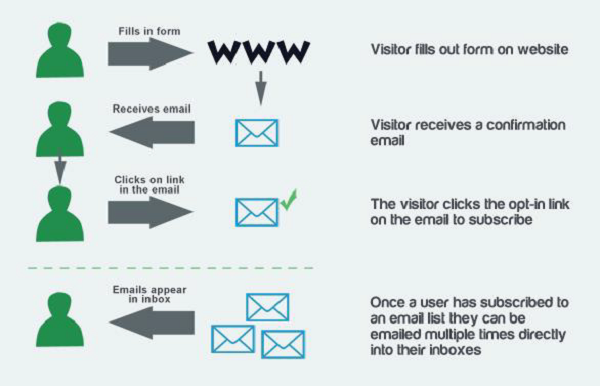 Fills in form
WWW
Visitor fills out form on website
Receives email
Visitor receives a confirmation
email
Clicks on link
in the email
The visitor clicks the opt-in link
on the email to subscribe
Emails appear
in inbox
Once a user has subscribed to
an email list they can be
emailed multiple times directly
into their inboxes